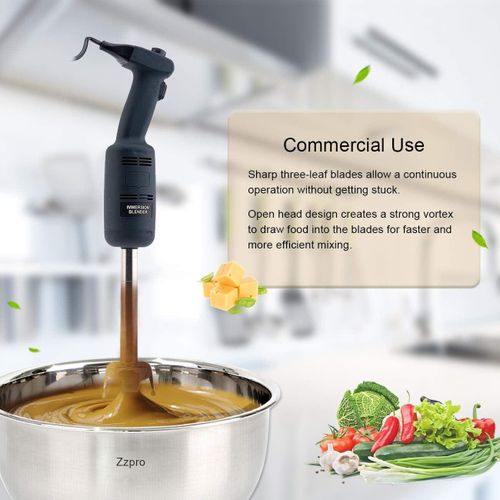 Commercial Use
Sharp three-leaf blades allow a continuous
operation without getting stuck.
Open head design creates a strong vortex
to draw food into the blades for faster and
more efficient mixing.
IMMERSION
BLENDER
Zzpro